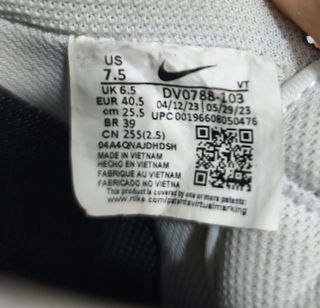 US
7.5
VT
UK 6.5
DV0788-103
EUR 40.5
04/12/23
05/29/23
cm 25.5
UPC 00196608050476
BR 39
CN 255(2.5)
04A4QNAJDHDSH
MADE IN VIETNAM
HECHO EN VIETNAM
FABRIQUE AU VIETNAM
FABRICADO NO VIETNA
This product is covered by one or more of
www.nike.com/patentsvirtualmarking